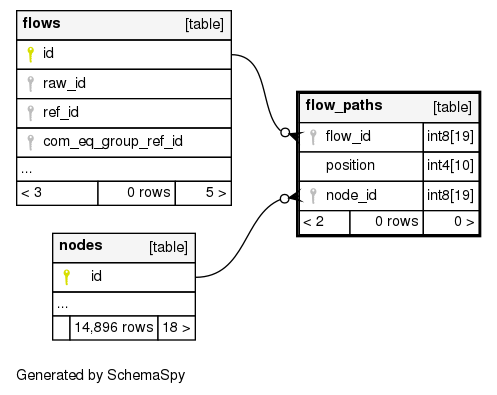 flows [table]
id
raw_id
ref_id
com_eq_group_ref_id
...
< 3 0 rows 5 >
flow_paths [table]
flow_id int8[19]
position int4[10]
node_id int8[19]
< 2 0 rows 0 >
nodes [table]
id
...
14,896 rows 18 >
Generated by SchemaSpy